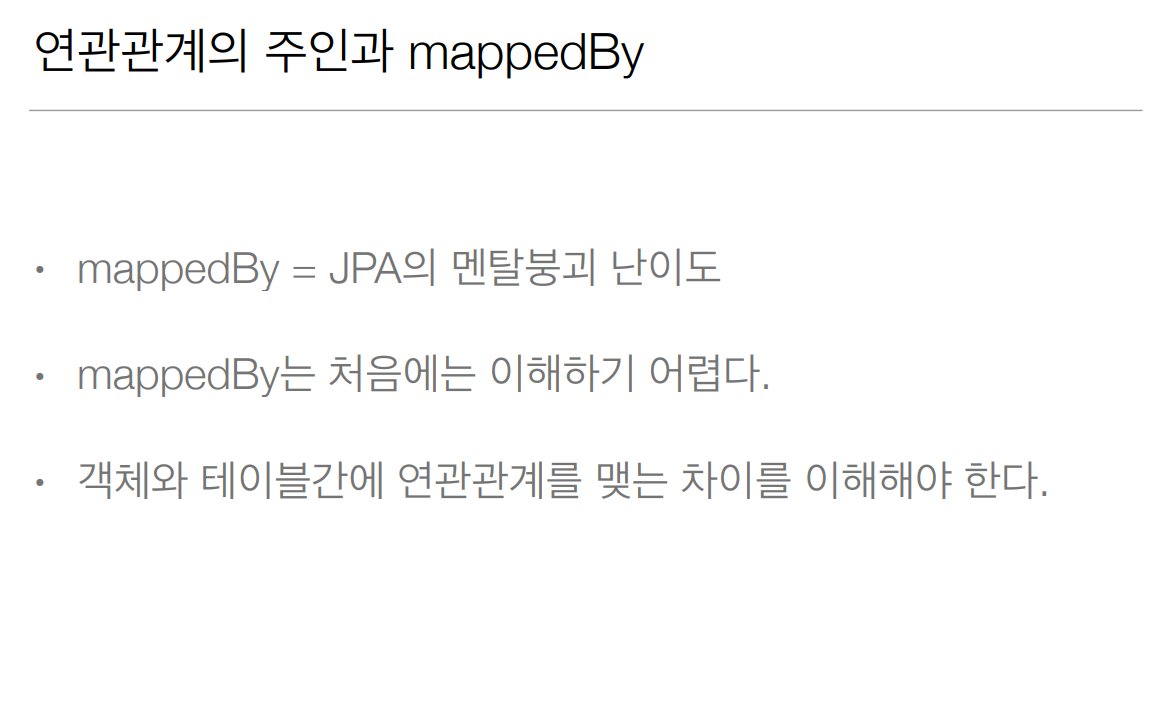 연관관계의 주인과 mappedBy
• mappedBy = JPA의 멘탈붕괴 난이도
• mappedBy는 처음에는 이해하기 어렵다.
• 객체와 테이블간에 연관관계를 맺는 차이를 이해해야 한다.